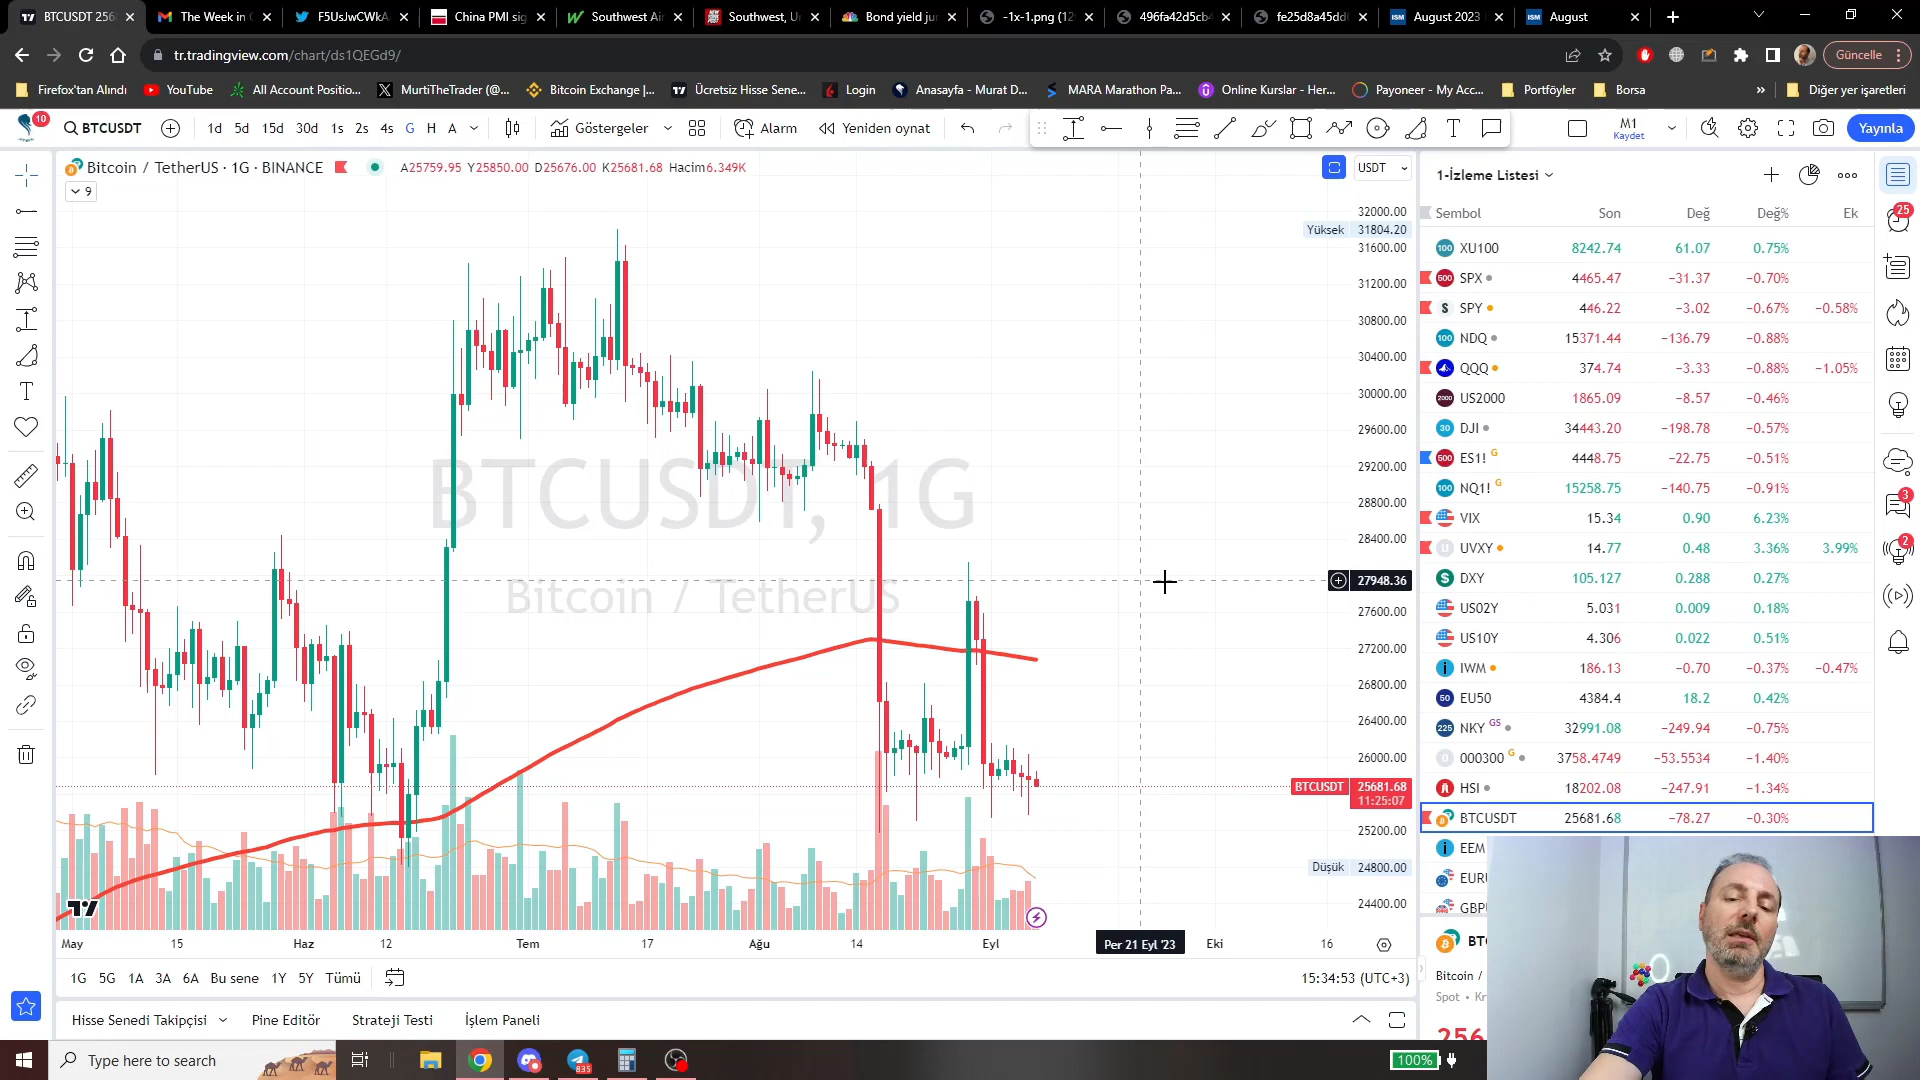 BTCUSDT 256
The Week in
F5UsJwCWkA
China PMI sig
Southwest Air
Southwest, U
Bond yield ju
-1x-1.png (12
496fa42d5cb
fe25d8a45dd
August 2023
August
tr.tradingview.com/chart/ds1QEGd9/
Güncelle
Firefox'tan Alındı
YouTube
All Account Positio...
MurtiTheTrader (@...
Bitcoin Exchange |...
Ücretsiz Hisse Sene...
Login
Anasayfa - Murat D...
MARA Marathon Pa...
Online Kurslar - Her...
Payoneer - My Acc...
Portföyler
Borsa
»
Diğer yer işaretleri
10
BTCUSDT
1d 5d 15d 30d 1s 2s 4s G H A
Göstergeler
Alarm
Yeniden oynat
M1
Kaydet
Yayınla
Bitcoin / TetherUS · 1G · BINANCE
A25759.95 Y25850.00 D25676.00 K25681.68 Hacim6.349K
USDT
9
BTCUSDT, 1G
Bitcoin / TetherUS
32000.00
Yüksek 31804.20
31600.00
31200.00
30800.00
30400.00
30000.00
29600.00
29200.00
28800.00
28400.00
27948.36
27600.00
27200.00
26800.00
26400.00
26000.00
BTCUSDT 25681.68
11:25:07
25200.00
Düşük 24800.00
24400.00
May 15 Haz 12 Tem 17 Ağu 14 Eyl Per 21 Eyl '23 Eki 16
1G 5G 1A 3A 6A Bu sene 1Y 5Y Tümü
15:34:53 (UTC+3)
Hisse Senedi Takipçisi
Pine Editör
Strateji Testi
İşlem Paneli
1-İzleme Listesi
Sembol Son Değ Değ% Ek
XU100 8242.74 61.07 0.75%
SPX 4465.47 −31.37 −0.70%
SPY 446.22 −3.02 −0.67% −0.58%
NDQ 15371.44 −136.79 −0.88%
QQQ 374.74 −3.33 −0.88% −1.05%
US2000 1865.09 −8.57 −0.46%
DJI 34443.20 −198.78 −0.57%
ES1! G 4448.75 −22.75 −0.51%
NQ1! G 15258.75 −140.75 −0.91%
VIX 15.34 0.90 6.23%
UVXY 14.77 0.48 3.36% 3.99%
DXY 105.127 0.288 0.27%
US02Y 5.031 0.009 0.18%
US10Y 4.306 0.022 0.51%
IWM 186.13 −0.70 −0.37% −0.47%
EU50 4384.4 18.2 0.42%
NKY GS 32991.08 −249.94 −0.75%
000300 G 3758.4749 −53.5534 −1.40%
HSI 18202.08 −247.91 −1.34%
BTCUSDT 25681.68 −78.27 −0.30%
EEM
EURU
GBPU
BT
Bitcoin /
Spot • Kr
256
25
3
2
Type here to search
835
100%